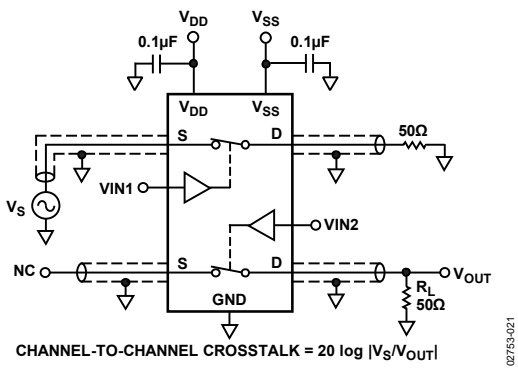 VDD
VSS
0.1µF
0.1µF
VDD
VSS
S
D
50Ω
VIN1
VS
VIN2
NC
S
D
VOUT
RL
50Ω
GND
CHANNEL-TO-CHANNEL CROSSTALK = 20 log |VS/VOUT|
02753-021